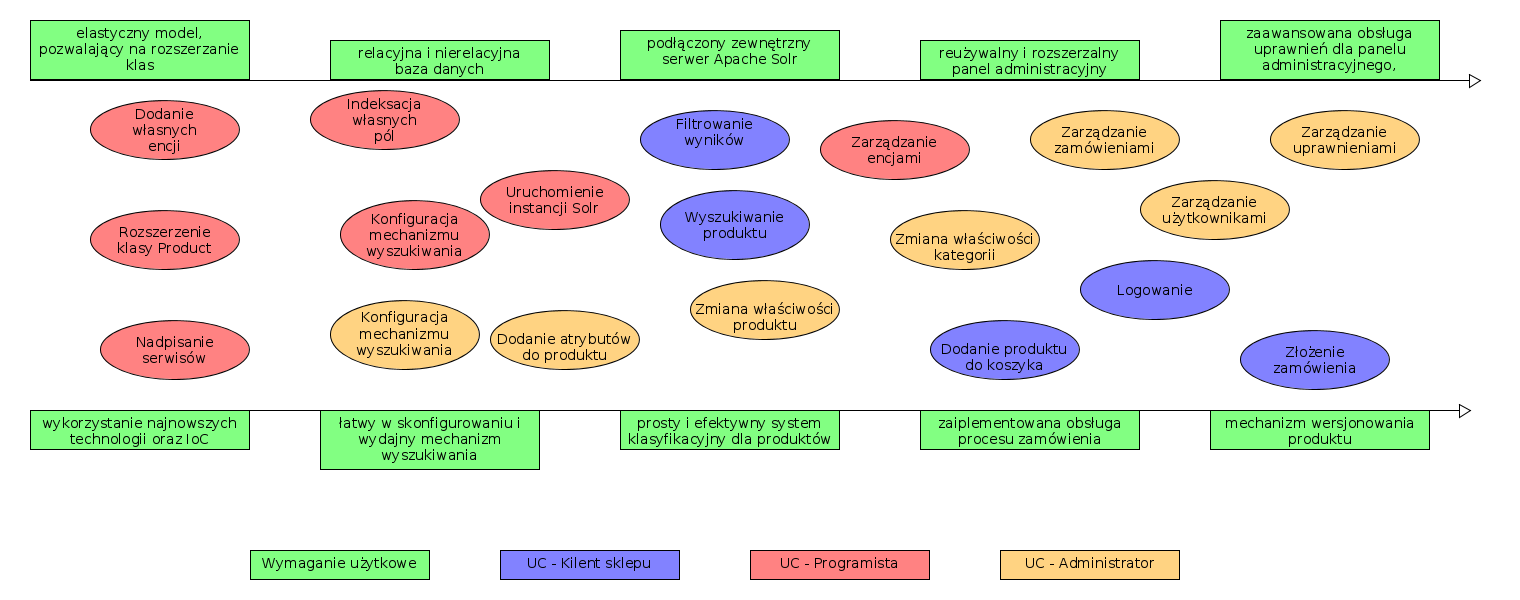 elastyczny model,
pozwalający na rozszerzanie
klas
relacyjna i nierelacyjna
baza danych
podłączony zewnętrzny
serwer Apache Solr
reużywalny i rozszerzalny
panel administracyjny
zaawansowana obsługa
uprawnień dla panelu
administracyjnego,
Dodanie
własnych
encji
Indeksacja
własnych
pól
Filtrowanie
wyników
Zarządzanie
encjami
Zarządzanie
zamówieniami
Zarządzanie
uprawnieniami
Uruchomienie
instancji Solr
Rozszerzenie
klasy Product
Konfiguracja
mechanizmu
wyszukiwania
Wyszukiwanie
produktu
Zmiana właściwości
kategorii
Zarządzanie
użytkownikami
Logowanie
Nadpisanie
serwisów
Konfiguracja
mechanizmu
wyszukiwania
Dodanie atrybutów
do produktu
Zmiana właściwości
produktu
Dodanie produktu
do koszyka
Złożenie
zamówienia
wykorzystanie najnowszych
technologii oraz IoC
łatwy w skonfigurowaniu i
wydajny mechanizm
wyszukiwania
prosty i efektywny system
klasyfikacyjny dla produktów
zaiplementowana obsługa
procesu zamówienia
mechanizm wersjonowania
produktu
Wymaganie użytkowe
UC - Kilent sklepu
UC - Programista
UC - Administrator